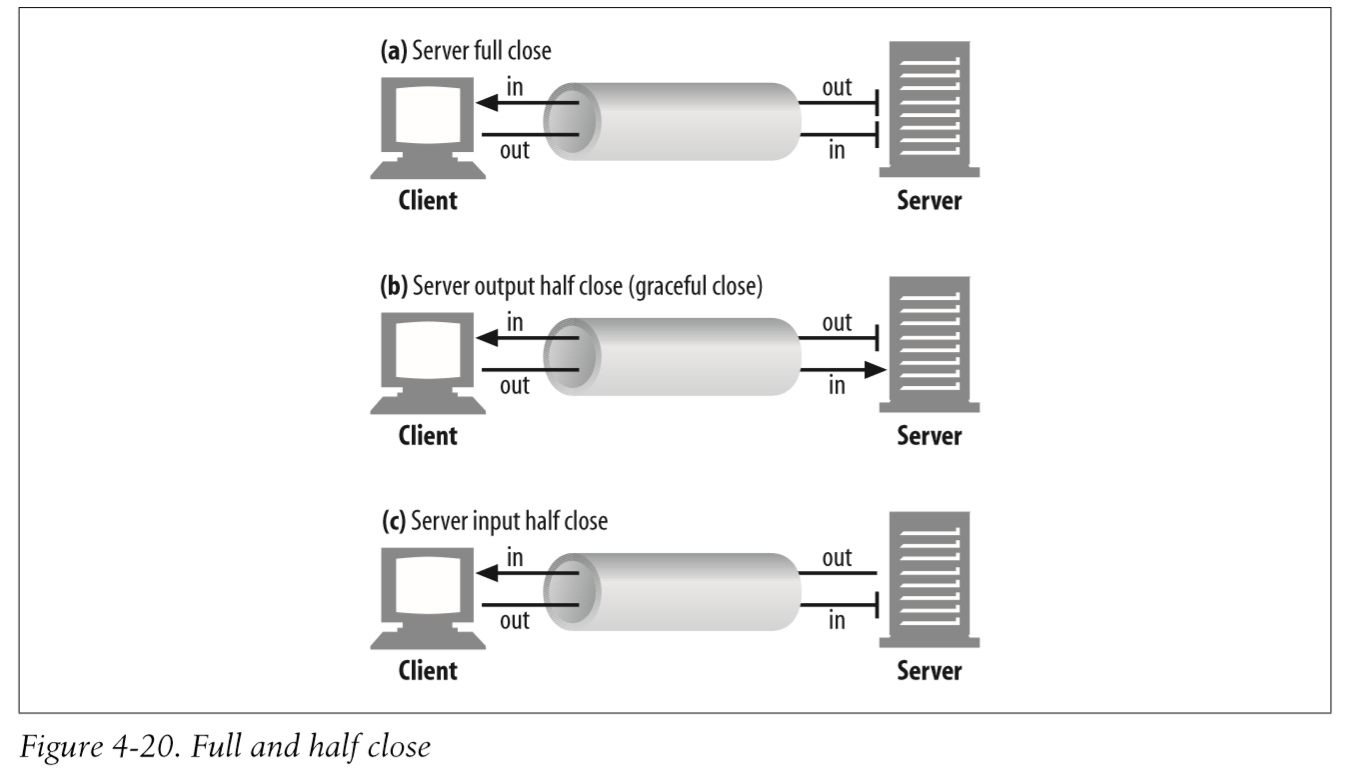 (a) Server full close
in
out
out
in
Client
Server
(b) Server output half close (graceful close)
in
out
out
in
Client
Server
(c) Server input half close
in
out
out
in
Client
Server
Figure 4-20. Full and half close